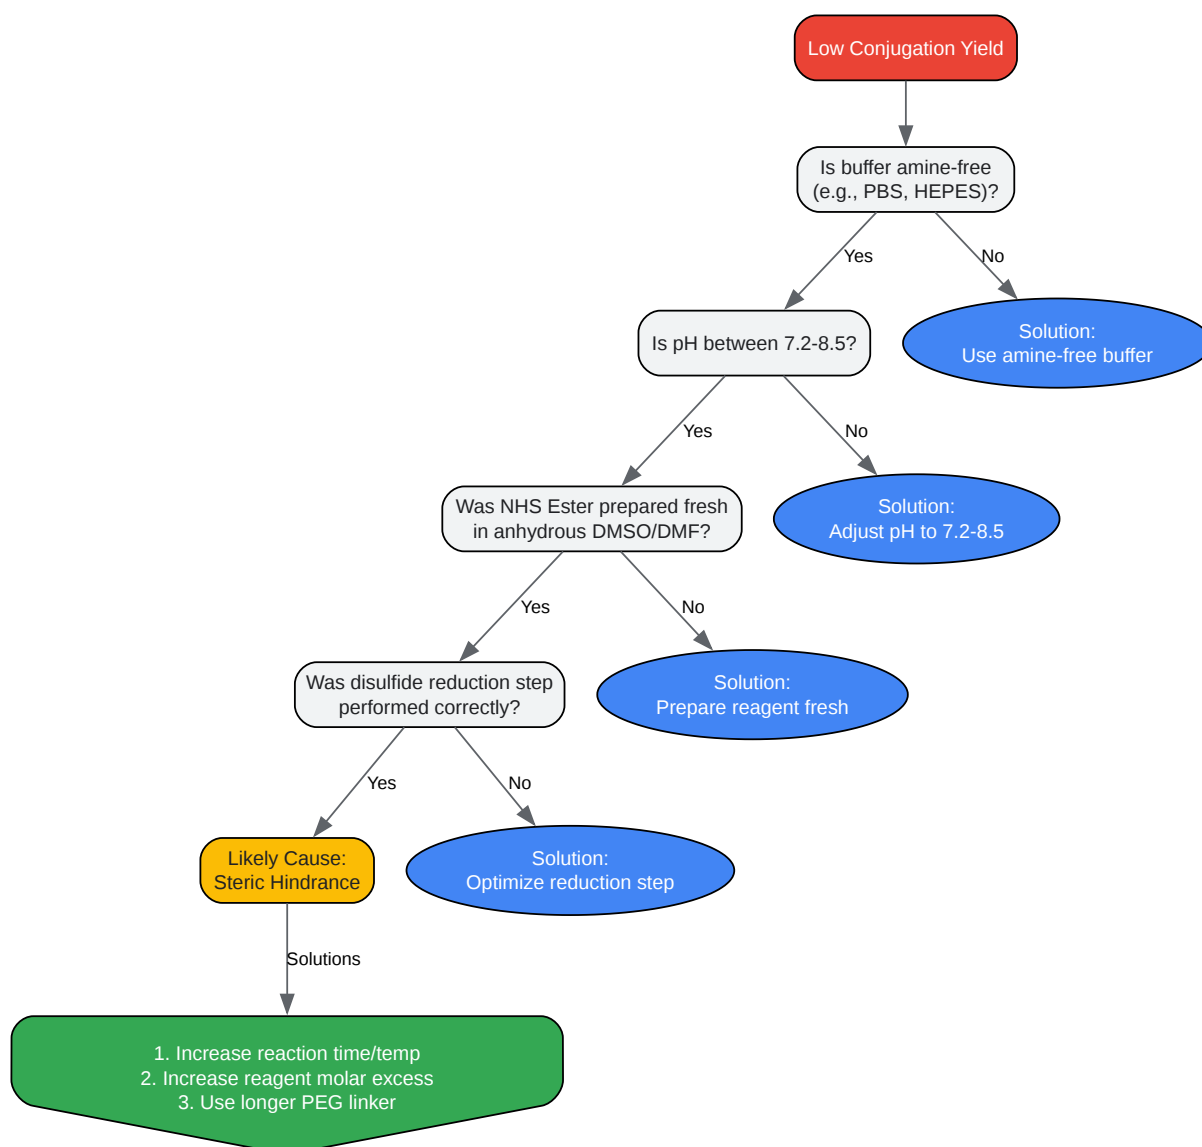 Low Conjugation Yield
Is buffer amine-free
(e.g., PBS, HEPES)?
Yes
No
Is pH between 7.2-8.5?
Solution:
Use amine-free buffer
Yes
No
Was NHS Ester prepared fresh
in anhydrous DMSO/DMF?
Solution:
Adjust pH to 7.2-8.5
Yes
No
Was disulfide reduction step
performed correctly?
Solution:
Prepare reagent fresh
Yes
No
Likely Cause:
Steric Hindrance
Solution:
Optimize reduction step
Solutions
1. Increase reaction time/temp
2. Increase reagent molar excess
3. Use longer PEG linker